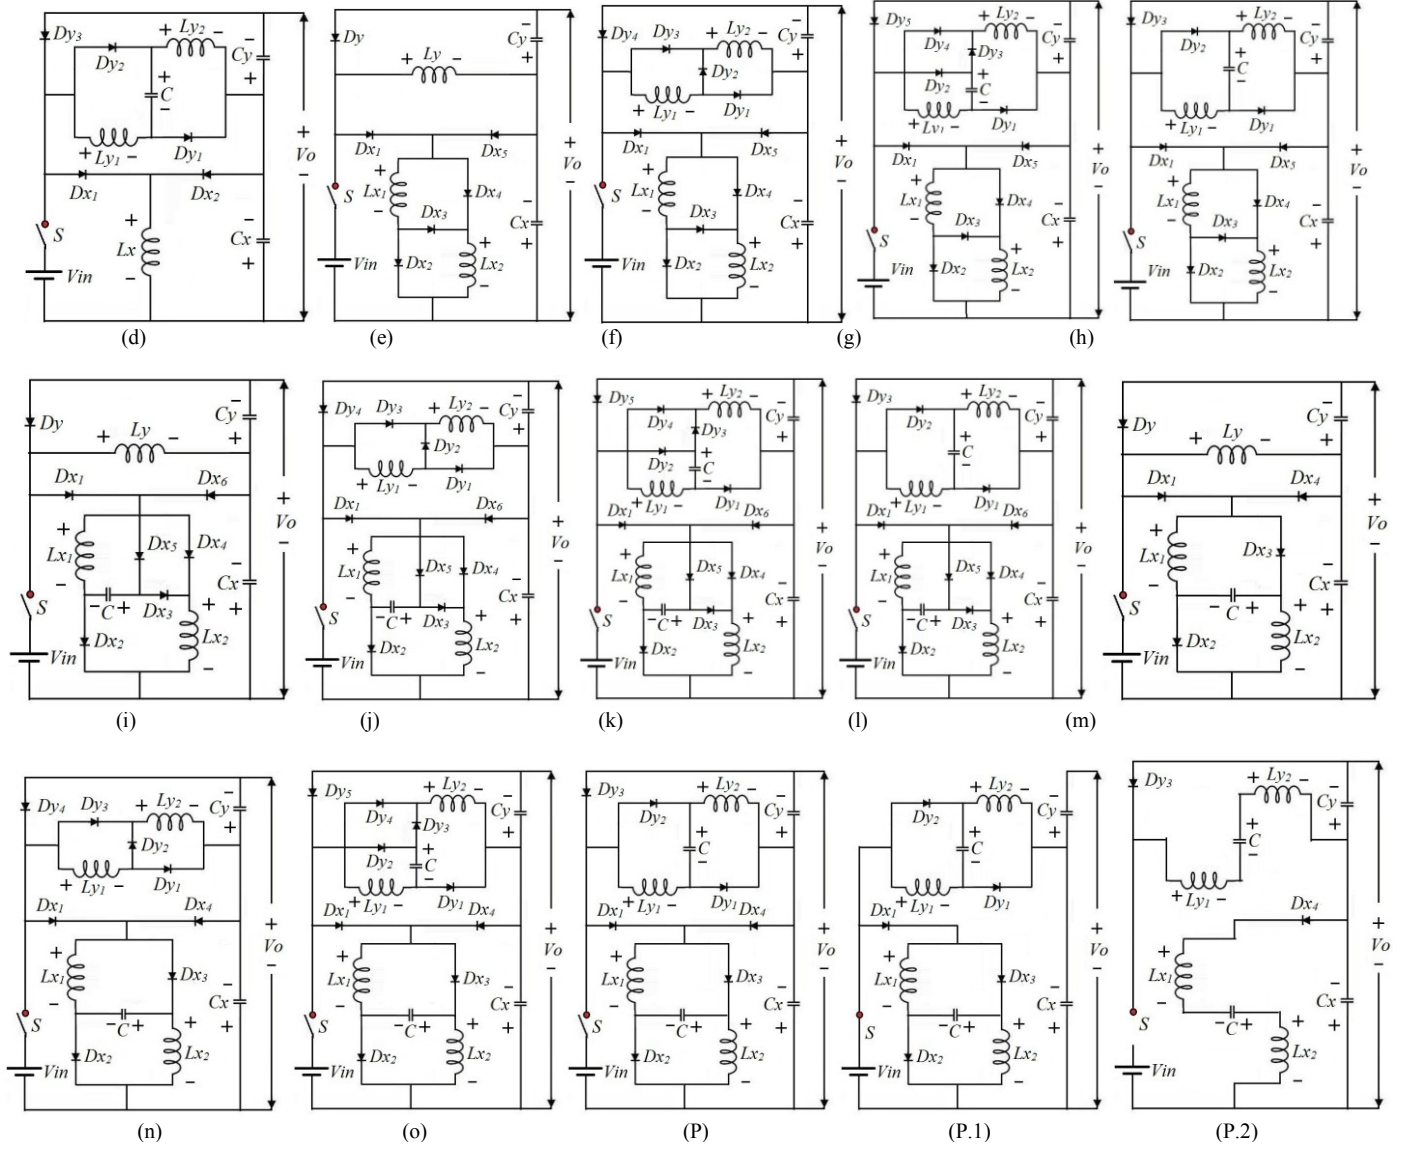 Dy3 + Ly2 − − Cy +
Dy2 + C −
+ Ly1 − Dy1
Dx1 Dx2
+ Lx − − Cx +
S
Vin
+ Vo −
(d)
Dy + Ly − − Cy +
Dx1 Dx5
+ Lx1 − Dx4
Dx3
Dx2 + Lx2 −
− Cx +
S
Vin
+ Vo −
(e)
Dy4 Dy3 + Ly2 − − Cy +
Dy2
+ Ly1 − Dy1
Dx1 Dx5
+ Lx1 − Dx4
Dx3
Dx2 + Lx2 −
− Cx +
S
Vin
+ Vo −
(f)
Dy5 Dy4 + Ly2 − − Cy +
Dy3
Dy2 + C −
+ Ly1 − Dy1
Dx1 Dx5
+ Lx1 − Dx4
Dx3
Dx2 + Lx2 −
− Cx +
S
Vin
+ Vo −
(g)
Dy3 Dy2 + Ly2 − − Cy +
+ C −
+ Ly1 − Dy1
Dx1 Dx5
+ Lx1 − Dx4
Dx3
Dx2 + Lx2 −
− Cx +
S
Vin
+ Vo −
(h)
Dy + Ly − − Cy +
Dx1 Dx6
+ Lx1 − Dx5 Dx4
− C + Dx3
Dx2 + Lx2 −
− Cx +
S
Vin
+ Vo −
(i)
Dy4 Dy3 + Ly2 − − Cy +
Dy2
+ Ly1 − Dy1
Dx1 Dx6
+ Lx1 − Dx5 Dx4
− C + Dx3
Dx2 + Lx2 −
− Cx +
S
Vin
+ Vo −
(j)
Dy5 Dy4 + Ly2 − − Cy +
Dy3
Dy2 + C −
+ Ly1 − Dy1
Dx1 Dx6
+ Lx1 − Dx5 Dx4
− C + Dx3
Dx2 + Lx2 −
− Cx +
S
Vin
+ Vo −
(k)
Dy3 Dy2 + Ly2 − − Cy +
+ C −
+ Ly1 − Dy1
Dx1 Dx6
+ Lx1 − Dx5 Dx4
− C + Dx3
Dx2 + Lx2 −
− Cx +
S
Vin
+ Vo −
(l)
Dy + Ly − − Cy +
Dx1 Dx4
+ Lx1 − Dx3
− C +
Dx2 + Lx2 −
− Cx +
S
Vin
+ Vo −
(m)
Dy4 Dy3 + Ly2 − − Cy +
Dy2
+ Ly1 − Dy1
Dx1 Dx4
+ Lx1 − Dx3
− C +
Dx2 + Lx2 −
− Cx +
S
Vin
+ Vo −
(n)
Dy5 Dy4 + Ly2 − − Cy +
Dy3
Dy2 + C −
+ Ly1 − Dy1
Dx1 Dx4
+ Lx1 − Dx3
− C +
Dx2 + Lx2 −
− Cx +
S
Vin
+ Vo −
(o)
Dy3 Dy2 + Ly2 − − Cy +
+ C −
+ Ly1 − Dy1
Dx1 Dx4
+ Lx1 − Dx3
− C +
Dx2 + Lx2 −
− Cx +
S
Vin
+ Vo −
(P)
Dy2 + Ly2 − − Cy +
+ C −
+ Ly1 − Dy1
Dx1
+ Lx1 − Dx3
− C +
Dx2 + Lx2 −
− Cx +
S
Vin
+ Vo −
(P.1)
Dy3 + Ly2 − − Cy +
+ C −
+ Ly1 −
Dx4
+ Lx1 −
− C +
+ Lx2 −
− Cx +
S
Vin
+ Vo −
(P.2)